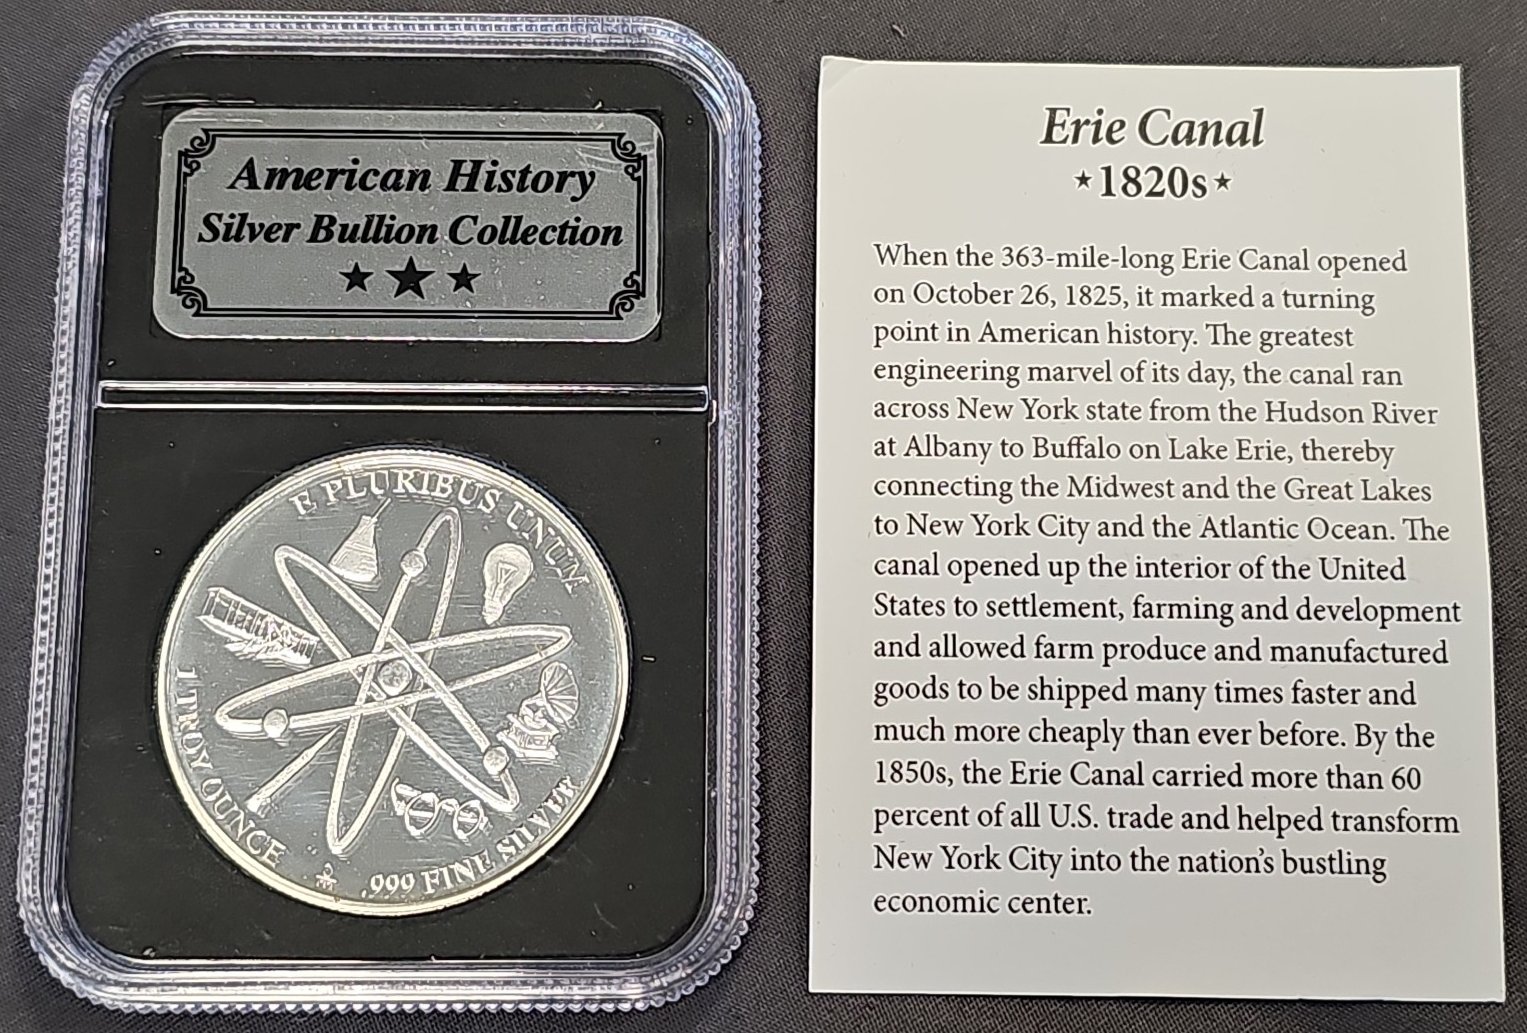 American History
Silver Bullion Collection
E PLURIBUS UNUM
1 TROY OUNCE
.999 FINE SILVER
Erie Canal
★1820s★
When the 363-mile-long Erie Canal opened
on October 26, 1825, it marked a turning
point in American history. The greatest
engineering marvel of its day, the canal ran
across New York state from the Hudson River
at Albany to Buffalo on Lake Erie, thereby
connecting the Midwest and the Great Lakes
to New York City and the Atlantic Ocean. The
canal opened up the interior of the United
States to settlement, farming and development
and allowed farm produce and manufactured
goods to be shipped many times faster and
much more cheaply than ever before. By the
1850s, the Erie Canal carried more than 60
percent of all U.S. trade and helped transform
New York City into the nation's bustling
economic center.